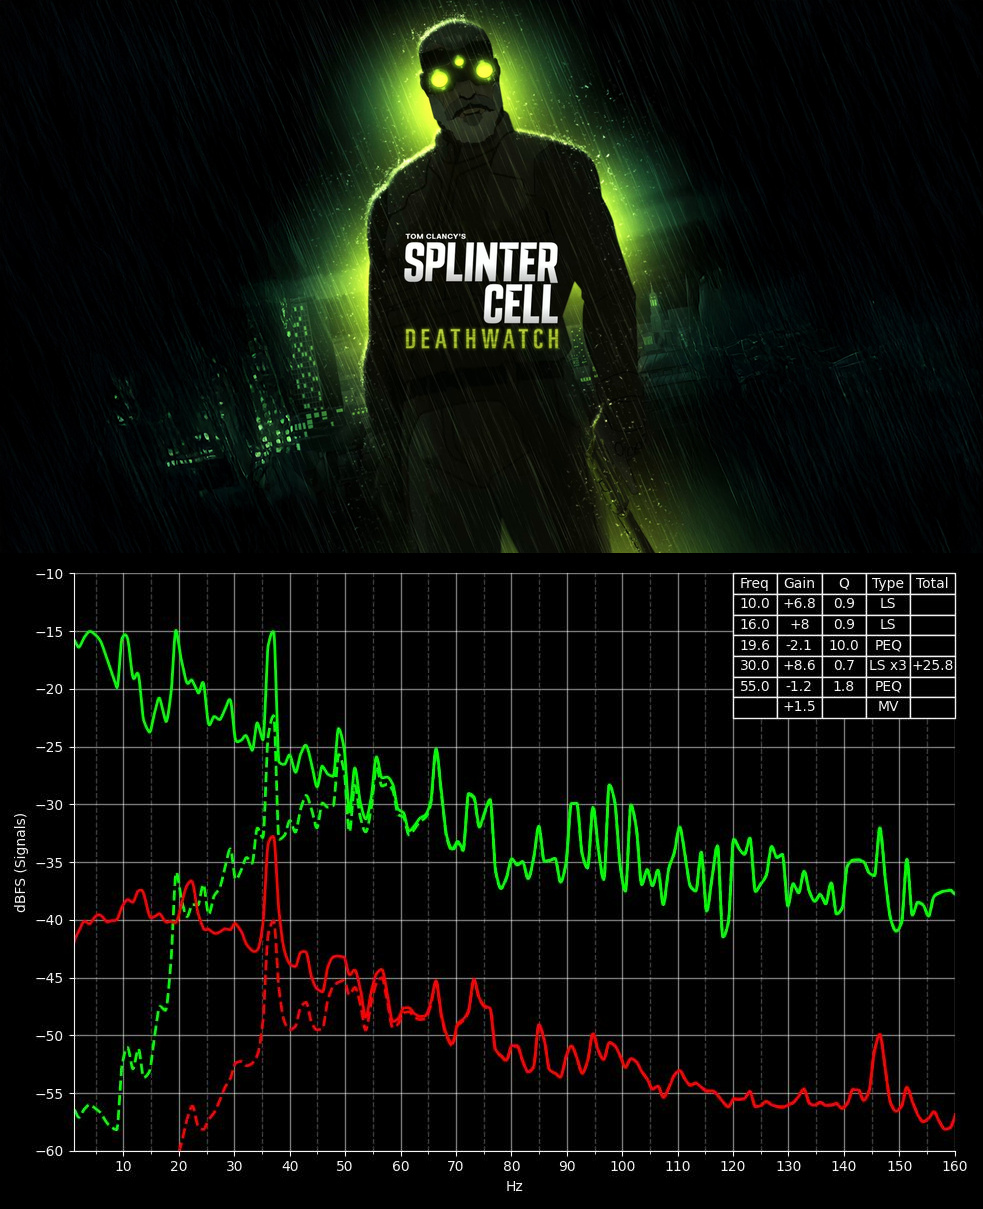 TOM CLANCY'S
SPLINTER
CELL
DEATHWATCH
Freq Gain Q Type Total
10.0 +6.8 0.9 LS
16.0 +8 0.9 LS
19.6 -2.1 10.0 PEQ
30.0 +8.6 0.7 LS x3 +25.8
55.0 -1.2 1.8 PEQ
+1.5 MV
−10
−15
−20
−25
−30
−35
−40
−45
−50
−55
−60
dBFS (Signals)
10 20 30 40 50 60 70 80 90 100 110 120 130 140 150 160
Hz